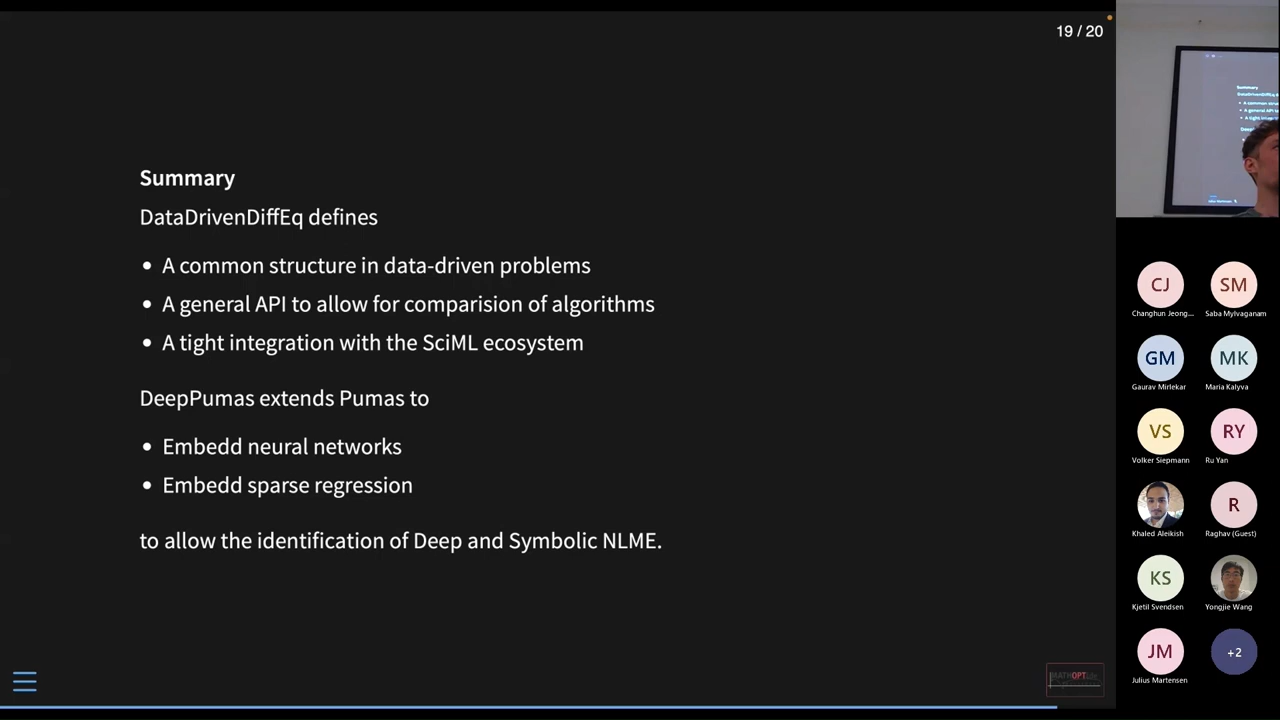 19 / 20
Summary
DataDrivenDiffEq defines
• A common structure in data-driven problems
• A general API to allow for comparision of algorithms
• A tight integration with the SciML ecosystem
DeepPumas extends Pumas to
• Embedd neural networks
• Embedd sparse regression
to allow the identification of Deep and Symbolic NLME.
Summary
CJ
SM
Changhun Jeong...
Saba Mylvaganam
GM
MK
Gaurav Mirlekar
Maria Kalyva
VS
RY
Volker Siepmann
Ru Yan
R
Khaled Aleikish
Raghav (Guest)
KS
Kjetil Svendsen
Yongjie Wang
JM
+2
Julius Martensen